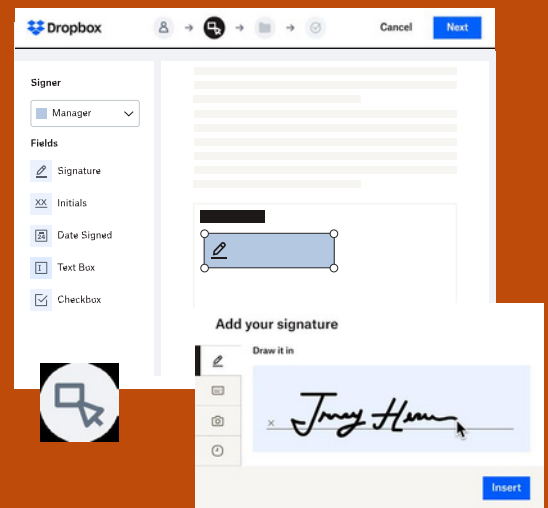 Dropbox
Cancel
Next
Signer
Manager
Fields
Signature
XX Initials
Date Signed
Text Box
Checkbox
Add your signature
Draw it in
×
Insert